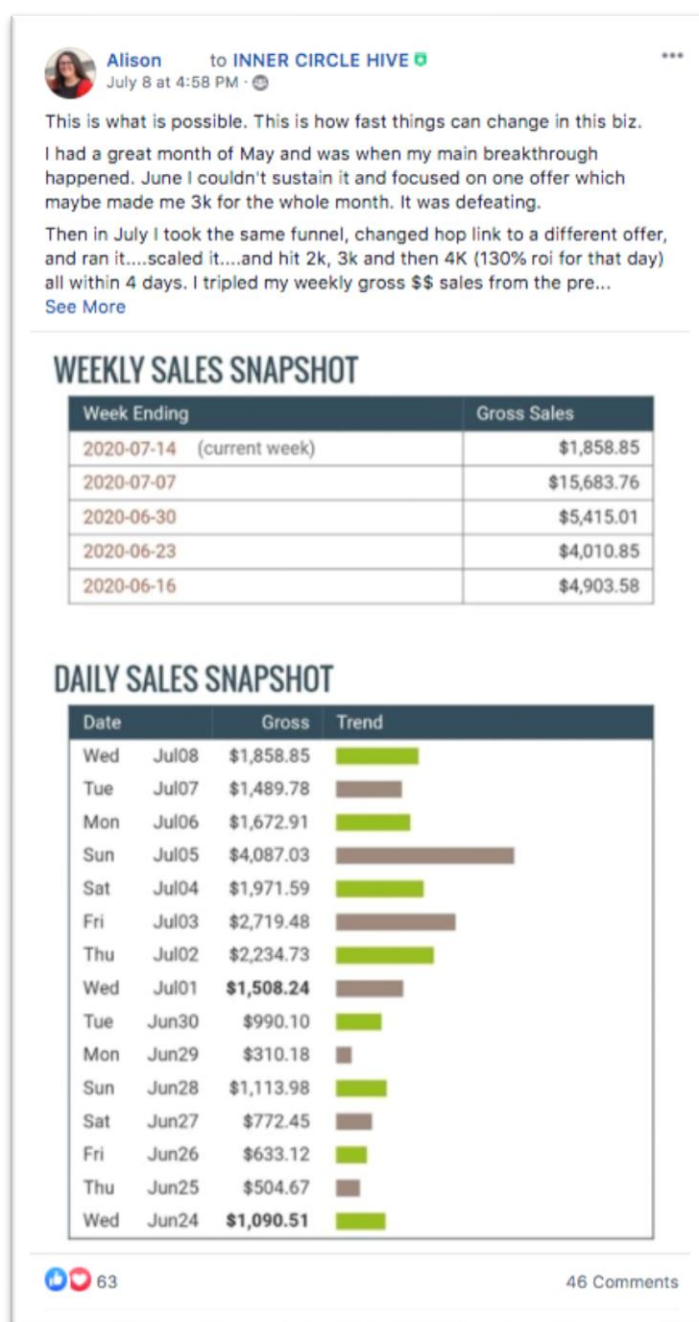 Alison to INNER CIRCLE HIVE
July 8 at 4:58 PM ·
This is what is possible. This is how fast things can change in this biz.
I had a great month of May and was when my main breakthrough
happened. June I couldn't sustain it and focused on one offer which
maybe made me 3k for the whole month. It was defeating.
Then in July I took the same funnel, changed hop link to a different offer,
and ran it....scaled it....and hit 2k, 3k and then 4K (130% roi for that day)
all within 4 days. I tripled my weekly gross $$ sales from the pre...
See More
WEEKLY SALES SNAPSHOT
Week Ending Gross Sales
2020-07-14 (current week) $1,858.85
2020-07-07 $15,683.76
2020-06-30 $5,415.01
2020-06-23 $4,010.85
2020-06-16 $4,903.58
DAILY SALES SNAPSHOT
Date Gross Trend
Wed Jul08 $1,858.85
Tue Jul07 $1,489.78
Mon Jul06 $1,672.91
Sun Jul05 $4,087.03
Sat Jul04 $1,971.59
Fri Jul03 $2,719.48
Thu Jul02 $2,234.73
Wed Jul01 $1,508.24
Tue Jun30 $990.10
Mon Jun29 $310.18
Sun Jun28 $1,113.98
Sat Jun27 $772.45
Fri Jun26 $633.12
Thu Jun25 $504.67
Wed Jun24 $1,090.51
63 46 Comments